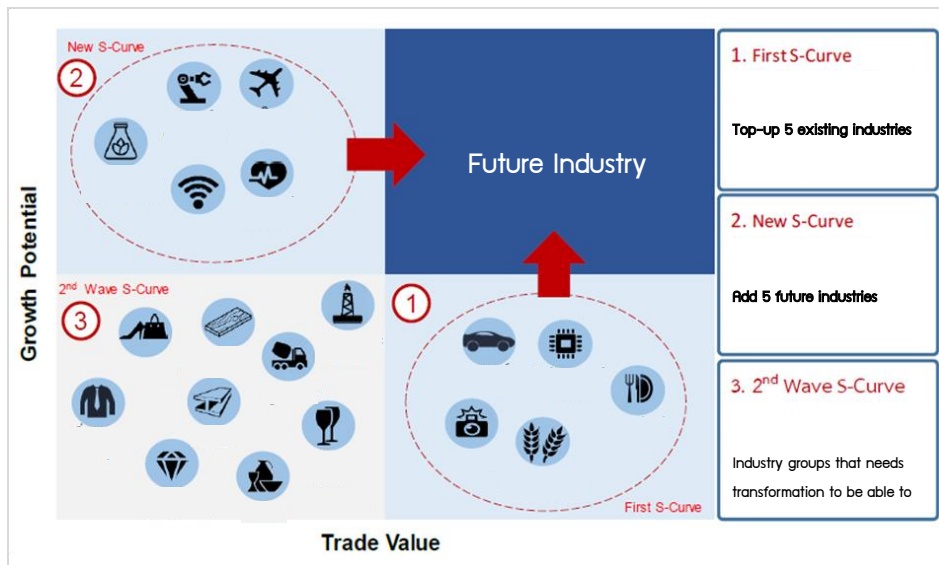 New S-Curve
2
Future Industry
Growth Potential
2nd Wave S-Curve
3
1
First S-Curve
Trade Value
1. First S-Curve
Top-up 5 existing industries
2. New S-Curve
Add 5 future industries
3. 2nd Wave S-Curve
Industry groups that needs
transformation to be able to